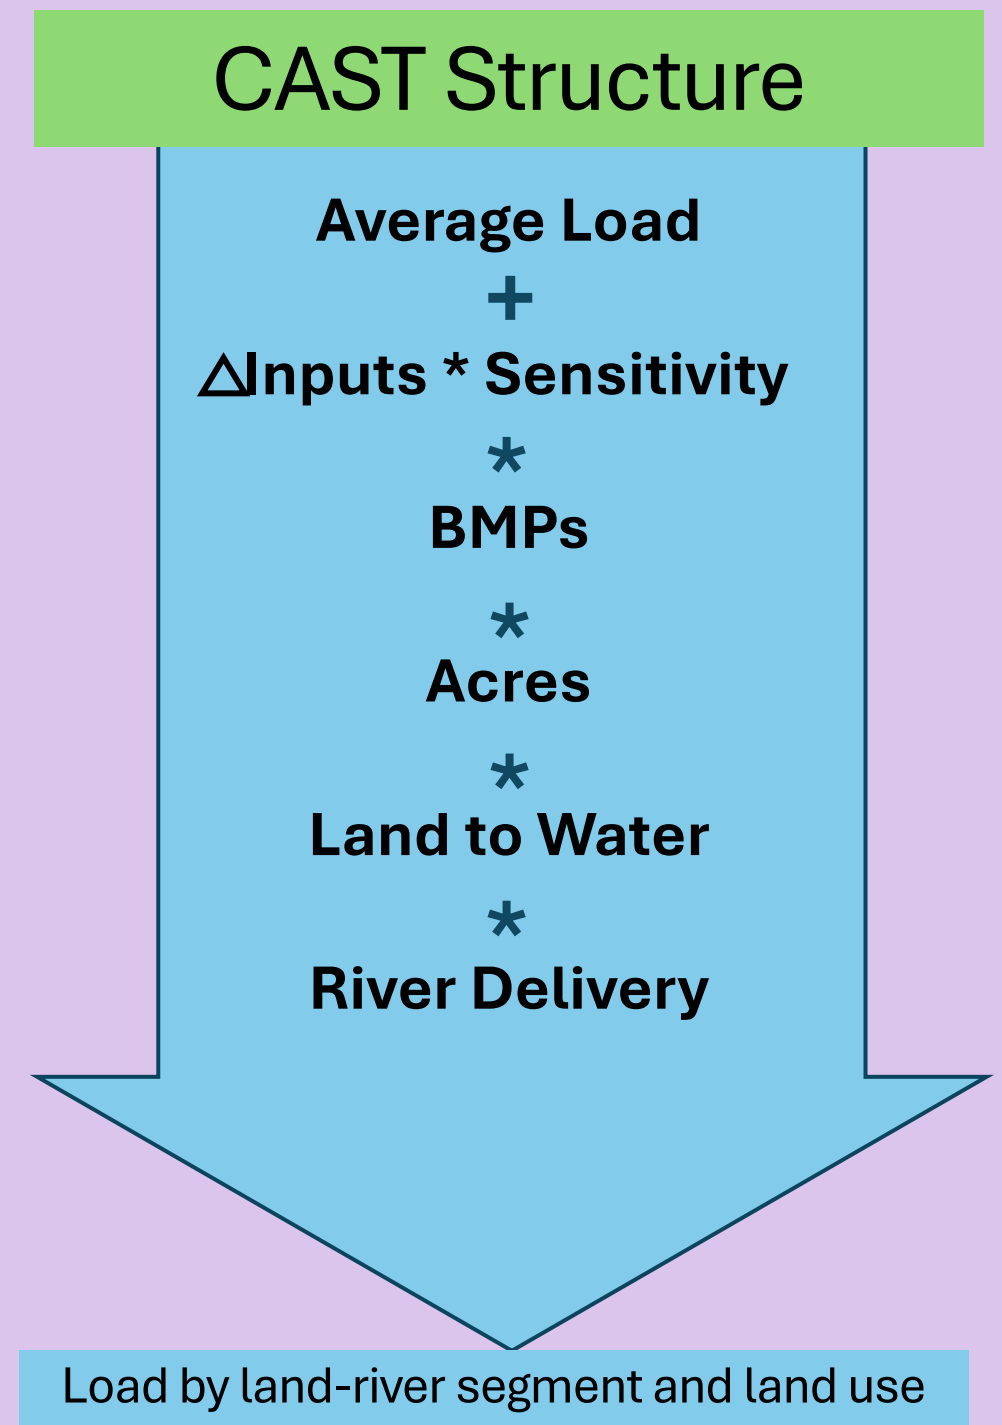 CAST Structure
Average Load
+
△Inputs * Sensitivity
*
BMPs
*
Acres
*
Land to Water
*
River Delivery
Load by land-river segment and land use